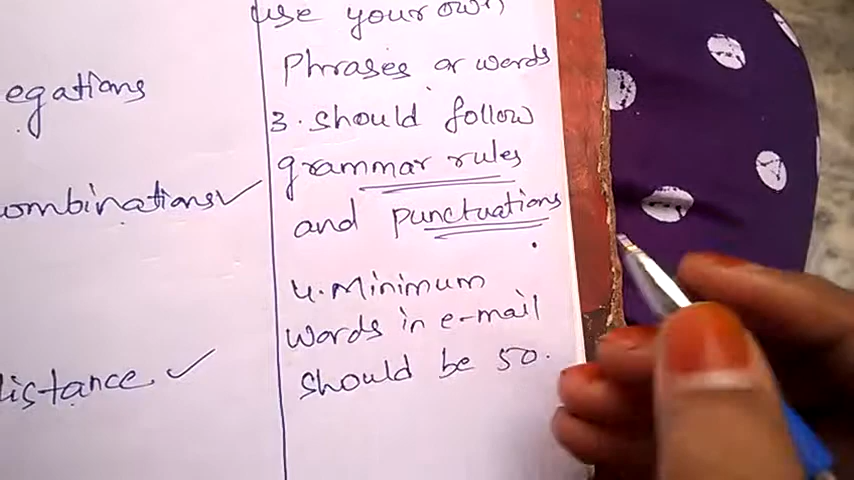 use your own
Phrases or words
3. should follow
grammar rules
and punctuations
.
4. Minimum
words in e-mail
should be 50.
egations
ombinations ✓
istance ✓